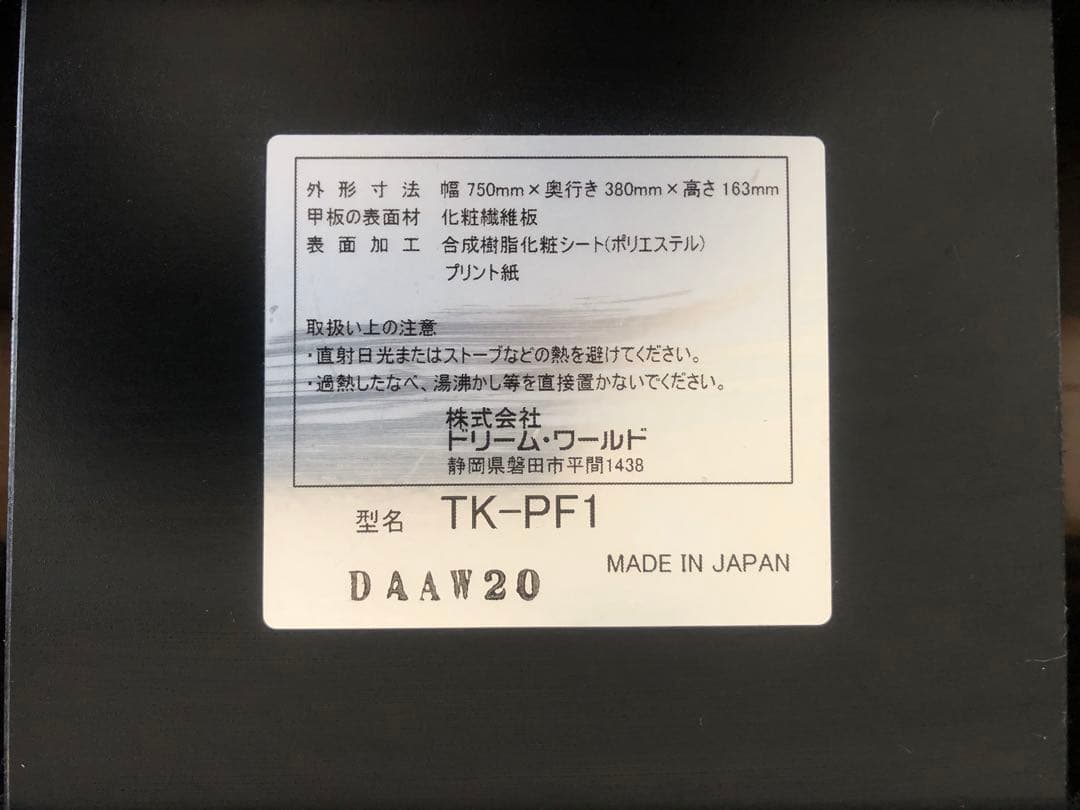 外形寸法 幅 750mm×奥行き 380mm×高さ 163mm
甲板の表面材 化粧繊維板
表面加工 合成樹脂化粧シート(ポリエステル)
プリント紙
取扱い上の注意
・直射日光またはストーブなどの熱を避けてください。
・過熱したなべ、湯沸かし等を直接置かないでください。
株式会社
ドリーム・ワールド
静岡県磐田市平間1438
型名 TK-PF1
MADE IN JAPAN
DAAW20